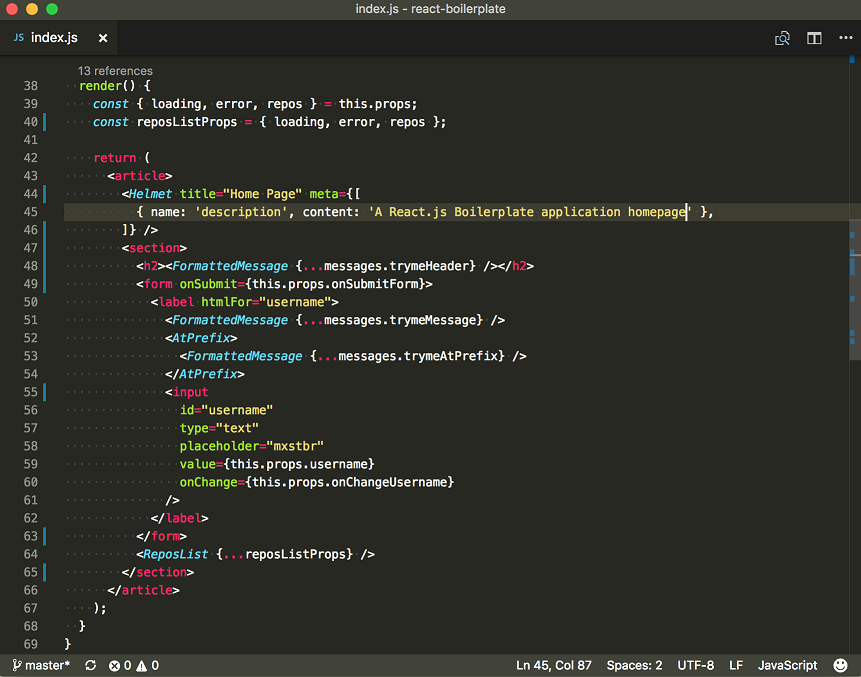 index.js - react-boilerplate
JS index.js ×
13 references
38 render() {
39 const { loading, error, repos } = this.props;
40 const reposListProps = { loading, error, repos };
41
42 return (
43 <article>
44 <Helmet title="Home Page" meta={[
45 { name: 'description', content: 'A React.js Boilerplate application homepage' },
46 ]} />
47 <section>
48 <h2><FormattedMessage {...messages.trymeHeader} /></h2>
49 <form onSubmit={this.props.onSubmitForm}>
50 <label htmlFor="username">
51 <FormattedMessage {...messages.trymeMessage} />
52 <AtPrefix>
53 <FormattedMessage {...messages.trymeAtPrefix} />
54 </AtPrefix>
55 <input
56 id="username"
57 type="text"
58 placeholder="mxstbr"
59 value={this.props.username}
60 onChange={this.props.onChangeUsername}
61 />
62 </label>
63 </form>
64 <ReposList {...reposListProps} />
65 </section>
66 </article>
67 );
68 }
69 }
master* 0 0 Ln 45, Col 87 Spaces: 2 UTF-8 LF JavaScript